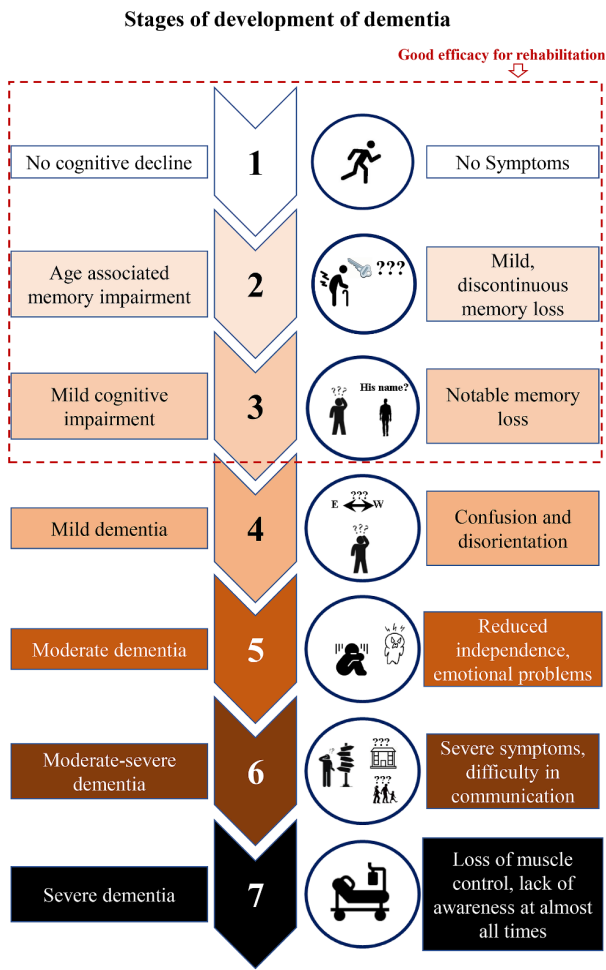 Stages of development of dementia
Good efficacy for rehabilitation
No cognitive decline
1
No Symptoms
Age associated
memory impairment
2
???
Mild,
discontinuous
memory loss
Mild cognitive
impairment
3
???
His name?
Notable memory
loss
Mild dementia
4
???
E W
???
Confusion and
disorientation
Moderate dementia
5
Reduced
independence,
emotional problems
Moderate-severe
dementia
6
???
???
Severe symptoms,
difficulty in
communication
Severe dementia
7
Loss of muscle
control, lack of
awareness at almost
all times